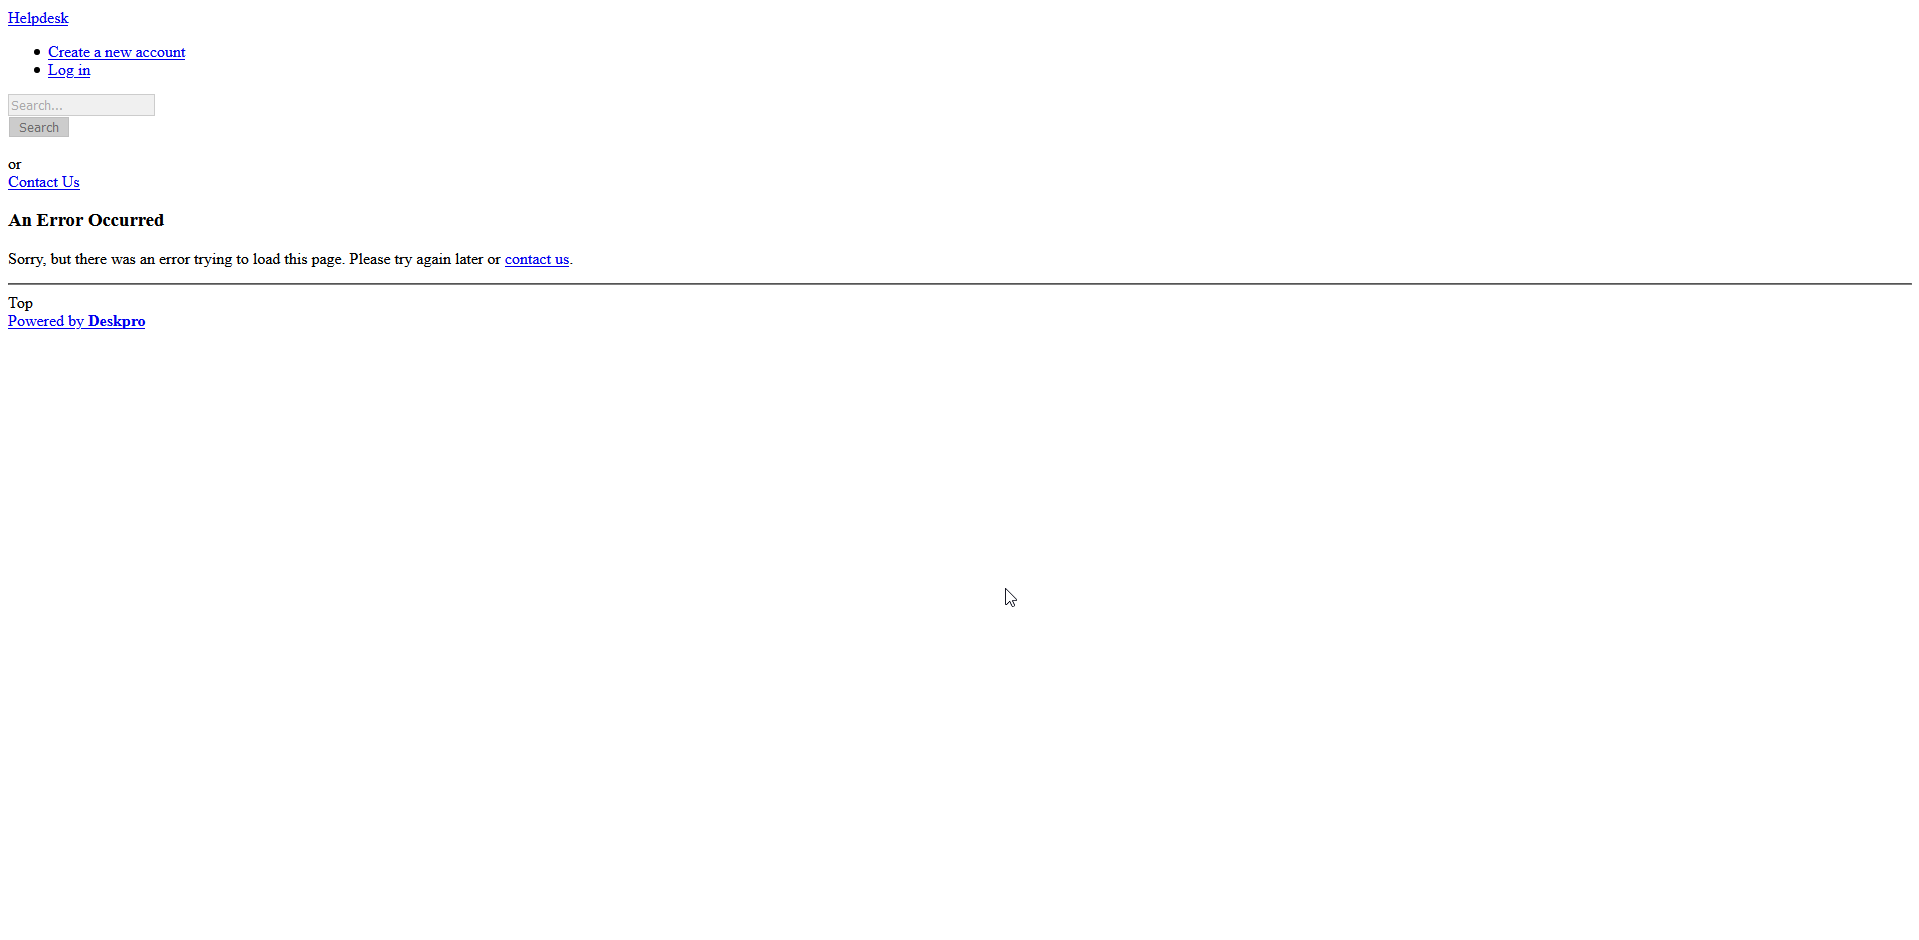 Helpdesk
Create a new account
Log in
Search...
Search
or
Contact Us
An Error Occurred
Sorry, but there was an error trying to load this page. Please try again later or contact us.
Top
Powered by Deskpro